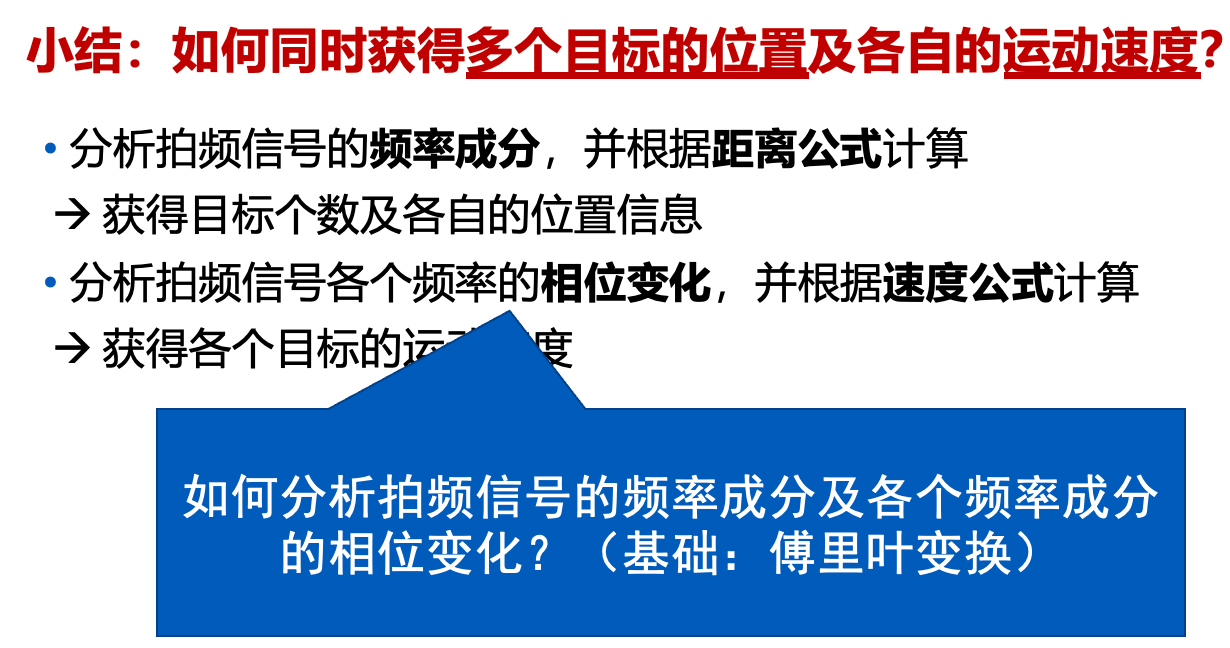 小结：如何同时获得多个目标的位置及各自的运动速度？
• 分析拍频信号的频率成分，并根据距离公式计算
→ 获得目标个数及各自的位置信息
• 分析拍频信号各个频率的相位变化，并根据速度公式计算
→ 获得各个目标的运动速度
如何分析拍频信号的频率成分及各个频率成分
的相位变化？（基础：傅里叶变换）